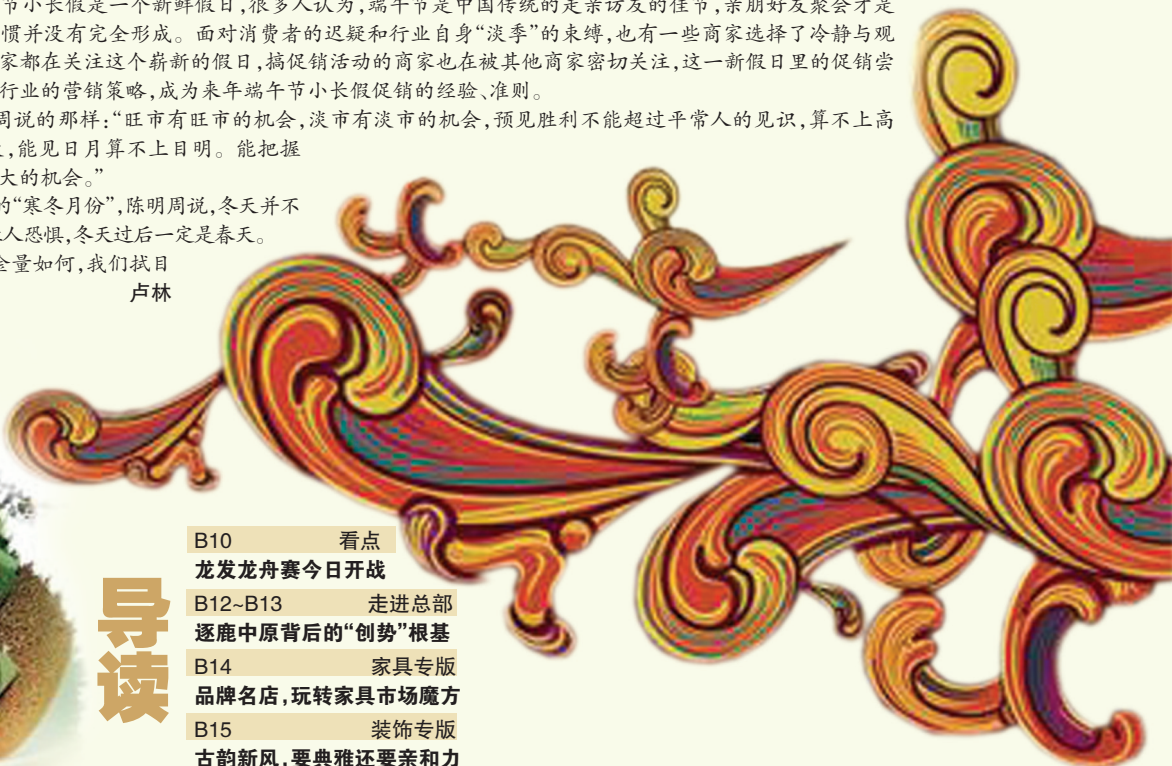 节小长假是一个新鲜假日,很多人认为,端午节是中国传统的走亲访友的佳节,亲朋好友聚会才是
惯并没有完全形成。面对消费者的迟疑和行业自身“淡季”的束缚,也有一些商家选择了冷静与观
家都在关注这个崭新的假日,搞促销活动的商家也在被其他商家密切关注,这一新假日里的促销尝
行业的营销策略,成为来年端午节小长假促销的经验、准则。
周说的那样:“旺市有旺市的机会,淡市有淡市的机会,预见胜利不能超过平常人的见识,算不上高
,能见日月算不上目明。能把握
大的机会。”
的“寒冬月份”,陈明周说,冬天并不
人恐惧,冬天过后一定是春天。
金量如何,我们拭目
卢林
导读
B10 看点
龙发龙舟赛今日开战
B12~B13 走进总部
逐鹿中原背后的“创势”根基
B14 家具专版
品牌名店,玩转家具市场魔方
B15 装饰专版
古韵新风,要典雅还要亲和力